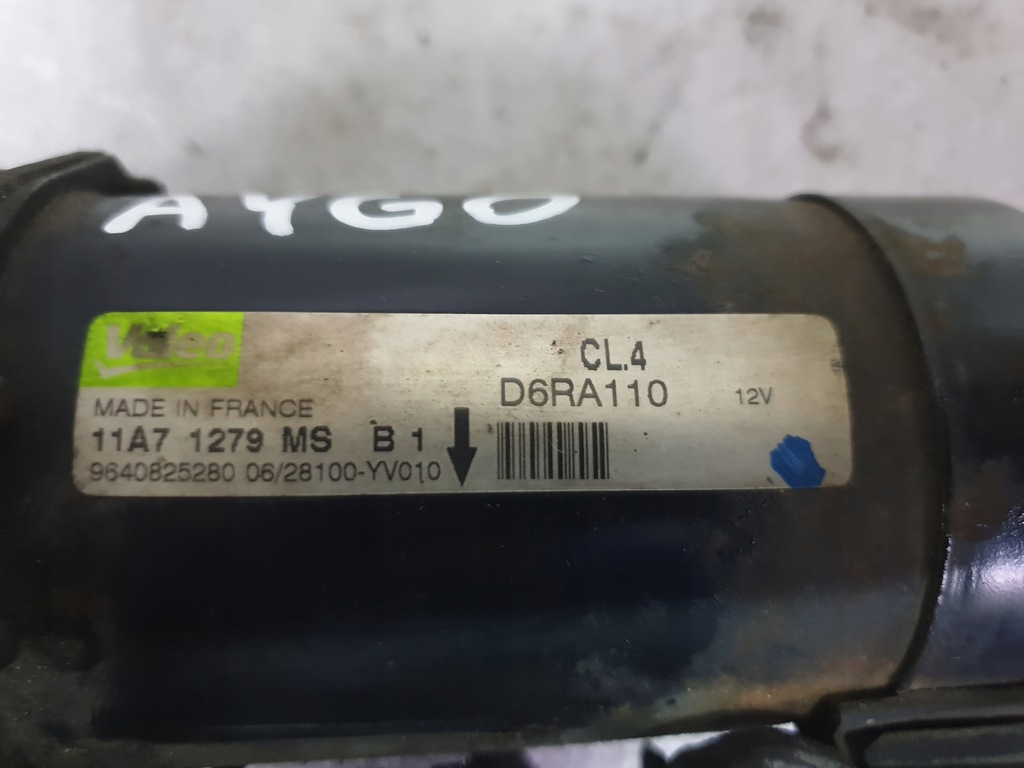 AYGO
Valeo
CL.4
D6RA110
12V
MADE IN FRANCE
11A7 1279 MS B 1
9640825280 06/28100-YV010